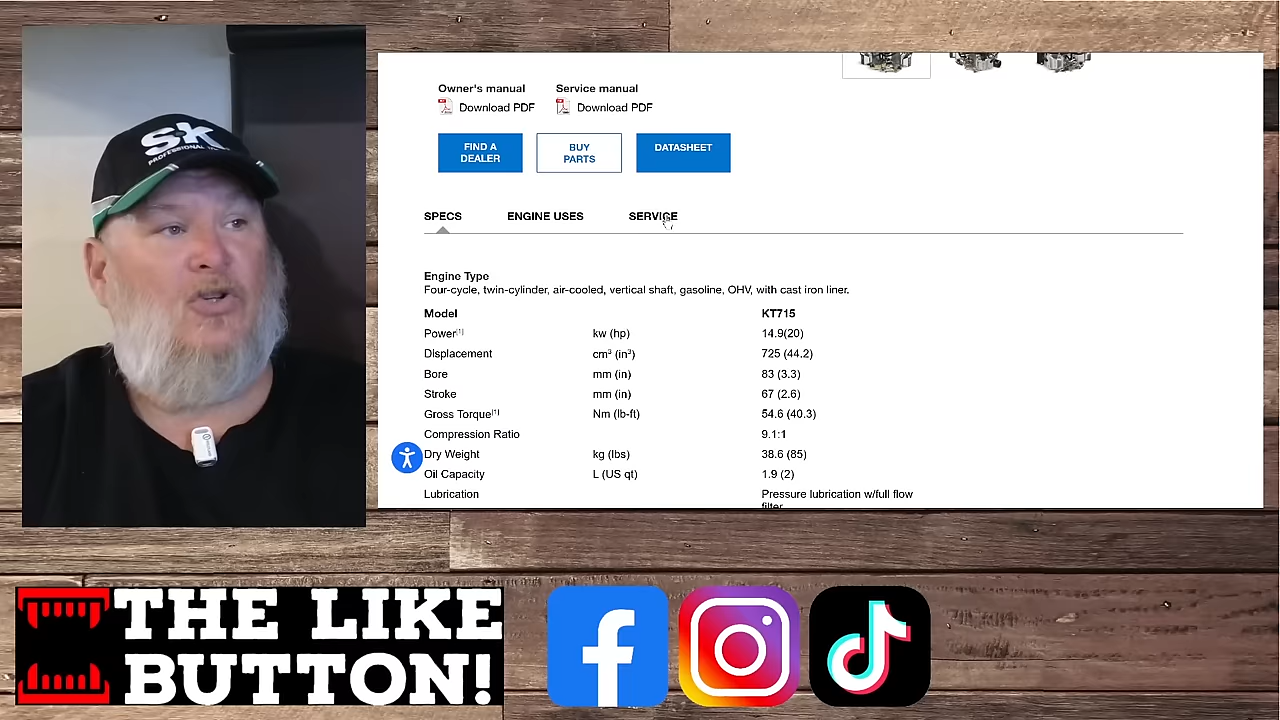 SK
PROFESSIONAL
Owner's manual
Service manual
Download PDF
Download PDF
FIND A
DEALER
BUY
PARTS
DATASHEET
SPECS
ENGINE USES
SERVICE
Engine Type
Four-cycle, twin-cylinder, air-cooled, vertical shaft, gasoline, OHV, with cast iron liner.
Model KT715
Power[1] kw (hp) 14.9(20)
Displacement cm³ (in³) 725 (44.2)
Bore mm (in) 83 (3.3)
Stroke mm (in) 67 (2.6)
Gross Torque[1] Nm (lb-ft) 54.6 (40.3)
Compression Ratio 9.1:1
Dry Weight kg (lbs) 38.6 (85)
Oil Capacity L (US qt) 1.9 (2)
Lubrication Pressure lubrication w/full flow
filter
THE LIKE
BUTTON!